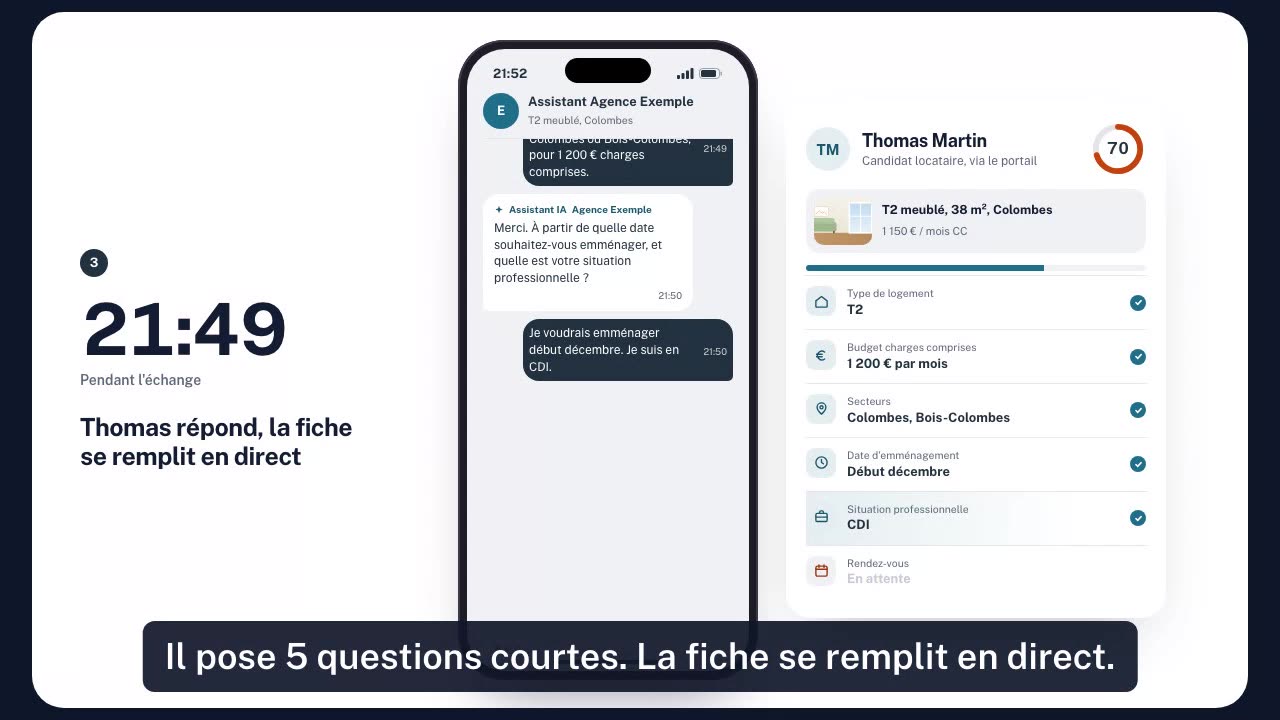 3
21:49
Pendant l'échange
Thomas répond, la fiche
se remplit en direct
21:52
E
Assistant Agence Exemple
T2 meublé, Colombes
Colombes ou Bois-Colombes,
pour 1 200 € charges
comprises.
21:49
Assistant IA Agence Exemple
Merci. À partir de quelle date
souhaitez-vous emménager, et
quelle est votre situation
professionnelle ?
21:50
Je voudrais emménager
début décembre. Je suis en
CDI.
21:50
TM
Thomas Martin
Candidat locataire, via le portail
70
T2 meublé, 38 m², Colombes
1 150 € / mois CC
Type de logement
T2
Budget charges comprises
1 200 € par mois
Secteurs
Colombes, Bois-Colombes
Date d'emménagement
Début décembre
Situation professionnelle
CDI
Rendez-vous
En attente
Il pose 5 questions courtes. La fiche se remplit en direct.